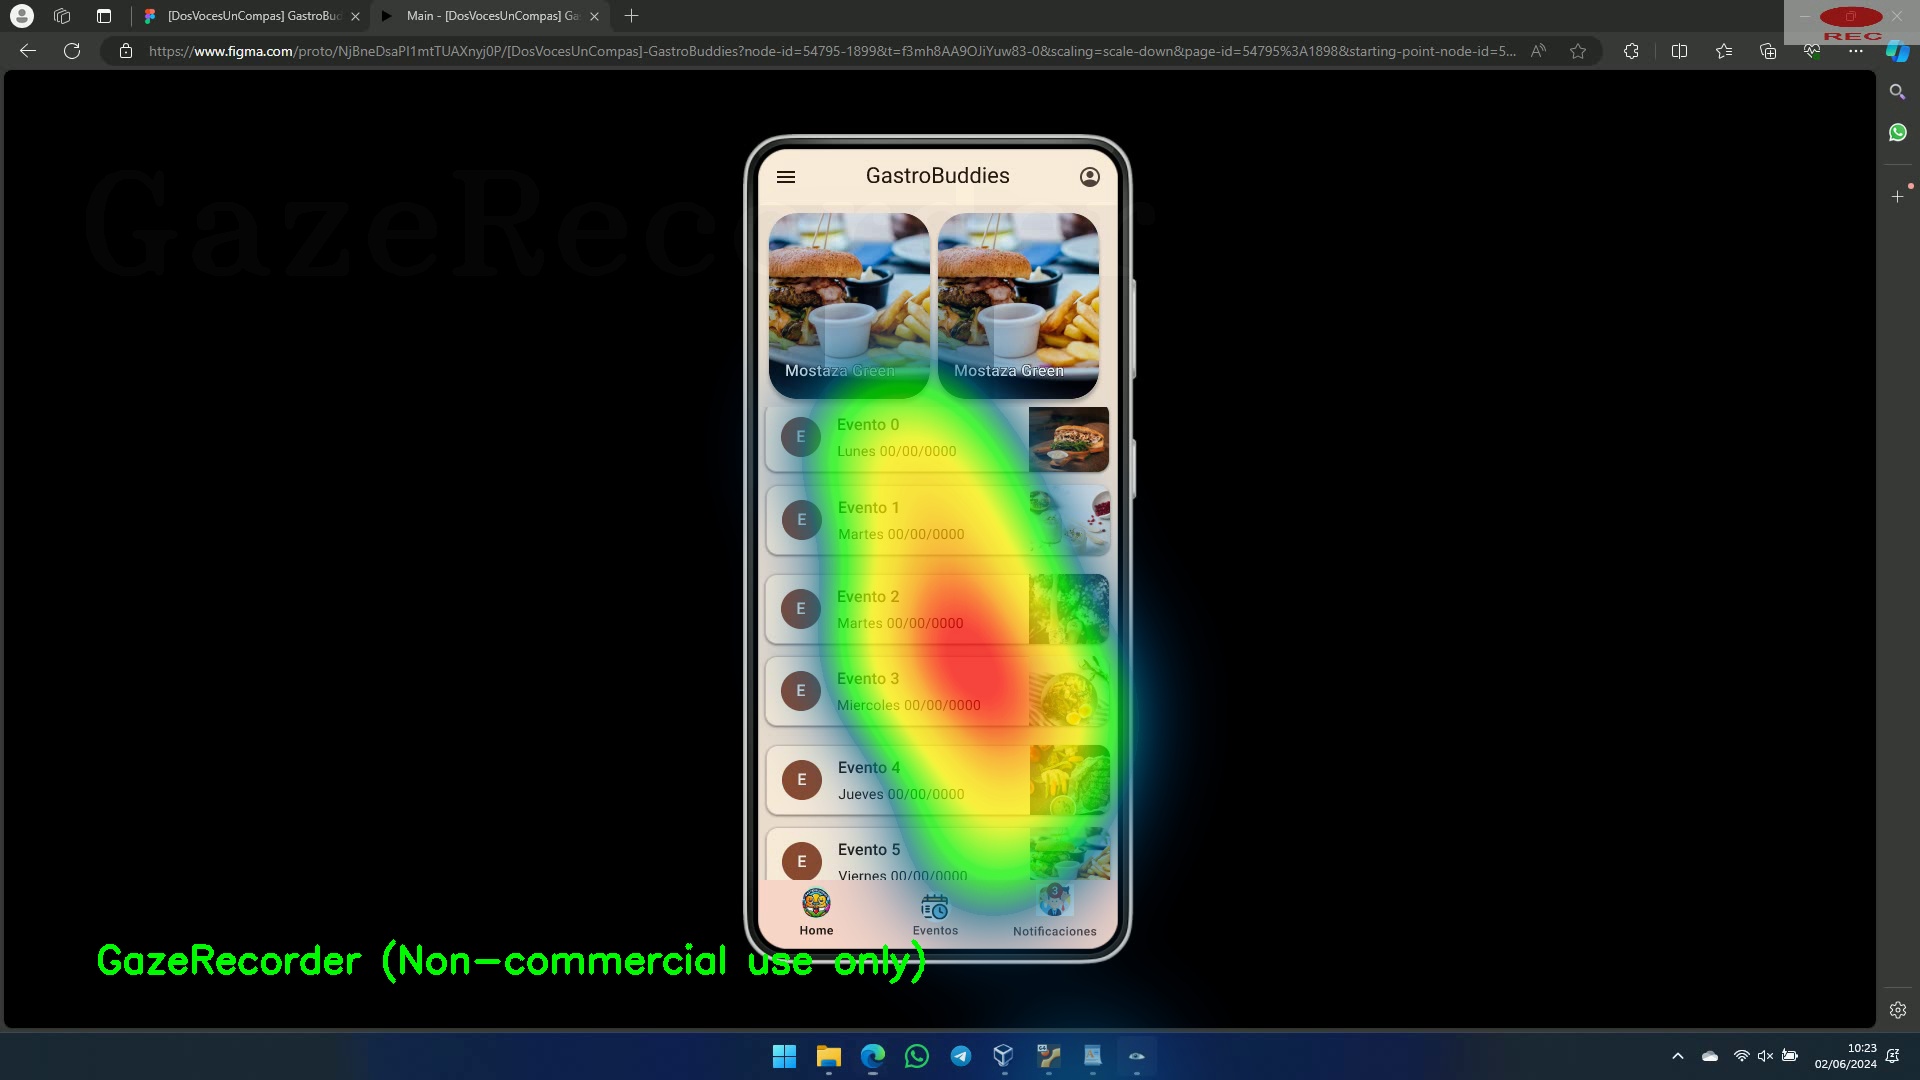 [DosVocesUnCompas] GastroBud
Main - [DosVocesUnCompas] Ga
REC
https://www.figma.com/proto/NjBneDsaPI1mtTUAXnyj0P/[DosVocesUnCompas]-GastroBuddies?node-id=54795-1899&t=f3mh8AA9OJiYuw83-0&scaling=scale-down&page-id=54795%3A1898&starting-point-node-id=5...
GazeRecorder
GastroBuddies
Mostaza Green
Mostaza Green
E
Evento 0
Lunes 00/00/0000
E
Evento 1
Martes 00/00/0000
E
Evento 2
Martes 00/00/0000
E
Evento 3
Miercoles 00/00/0000
E
Evento 4
Jueves 00/00/0000
E
Evento 5
Viernes 00/00/0000
3
Home
Eventos
Notificaciones
GazeRecorder (Non-commercial use only)
10:23
02/06/2024